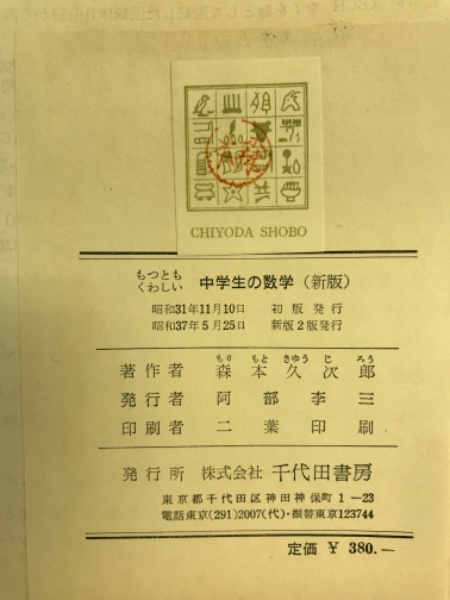 CHIYODA SHOBO
もつとも
くわしい 中学生の数学（新版）
昭和31年11月10日 初版発行
昭和37年5月25日 新版2版発行
もり もと きゆう じ ろう
著作者 森本久次郎
発行者 阿部李三
印刷者 二葉印刷
発行所 株式会社 千代田書房
東京都千代田区神田神保町1－23
電話東京(291)2007(代)・振替東京123744
定価 ￥ 380.—